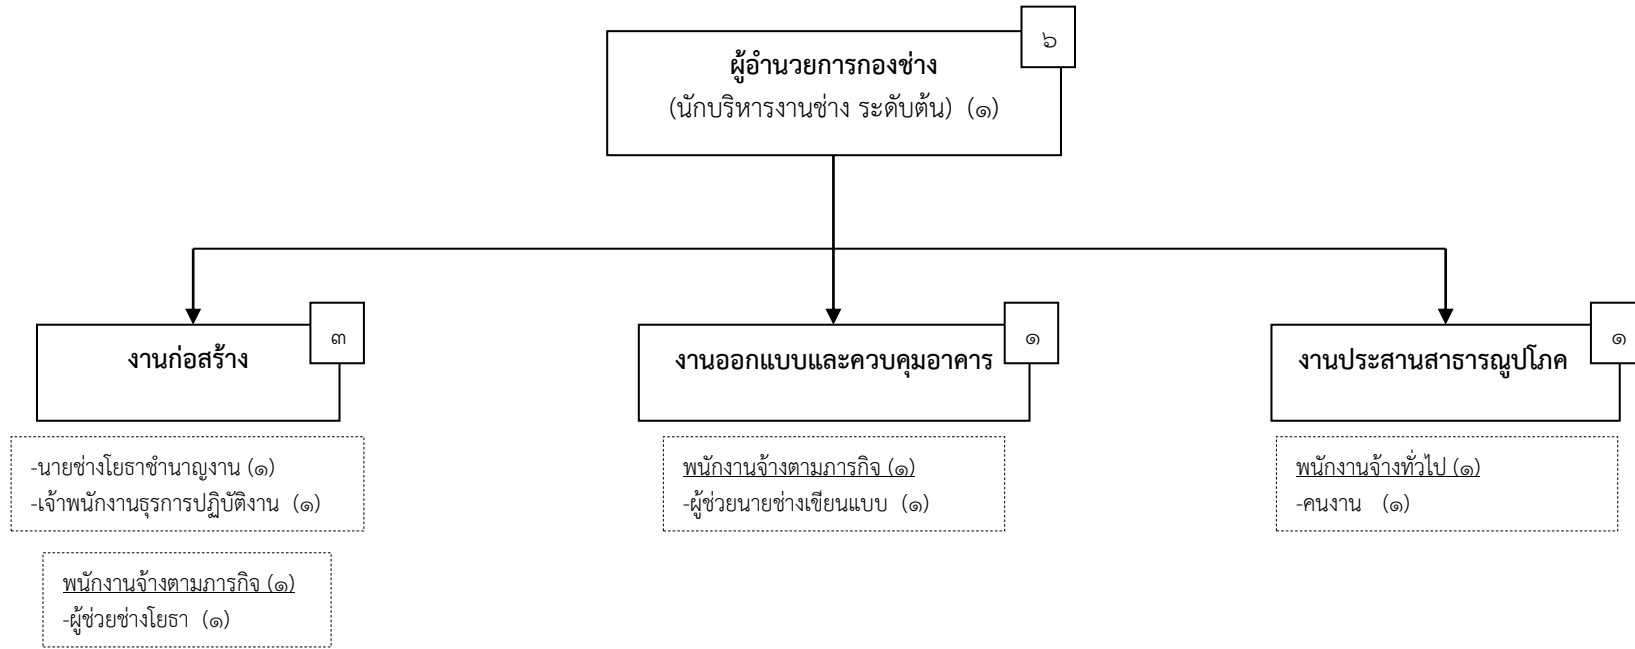 ๖
ผู้อำนวยการกองช่าง
(นักบริหารงานช่าง ระดับต้น) (๑)
๓
งานก่อสร้าง
-นายช่างโยธาชำนาญงาน (๑)
-เจ้าพนักงานธุรการปฏิบัติงาน (๑)
พนักงานจ้างตามภารกิจ (๑)
-ผู้ช่วยช่างโยธา (๑)
๑
งานออกแบบและควบคุมอาคาร
พนักงานจ้างตามภารกิจ (๑)
-ผู้ช่วยนายช่างเขียนแบบ (๑)
๑
งานประสานสาธารณูปโภค
พนักงานจ้างทั่วไป (๑)
-คนงาน (๑)